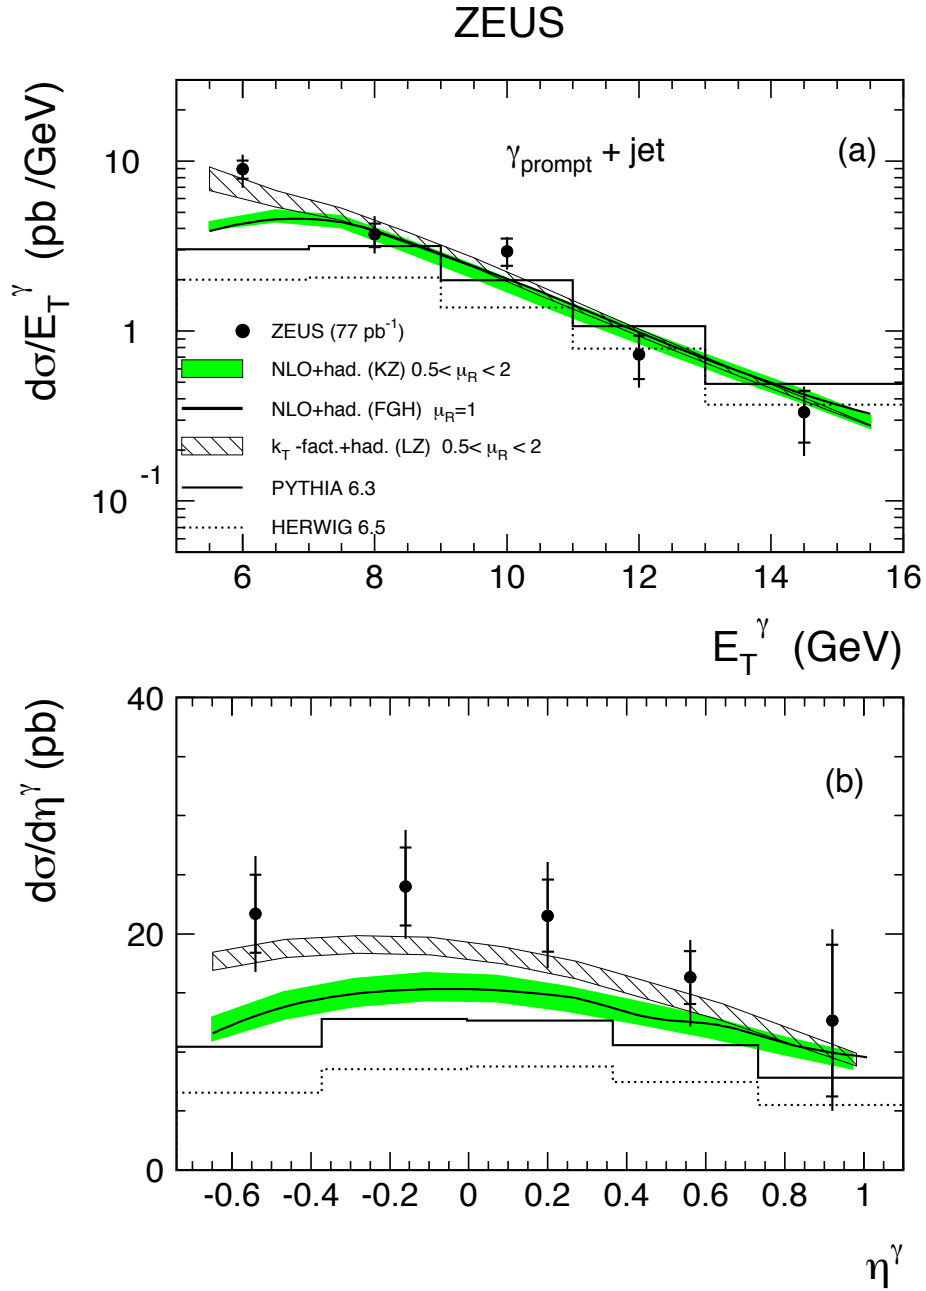 ZEUS
dσ/E_T^γ (pb /GeV)
10
1
10^-1
γ_prompt + jet
(a)
ZEUS (77 pb^-1)
NLO+had. (KZ) 0.5< μ_R < 2
NLO+had. (FGH) μ_R=1
k_T -fact.+had. (LZ) 0.5< μ_R < 2
PYTHIA 6.3
HERWIG 6.5
6 8 10 12 14 16
E_T^γ (GeV)
dσ/dη^γ (pb)
40
(b)
20
0
-0.6 -0.4 -0.2 0 0.2 0.4 0.6 0.8 1
η^γ